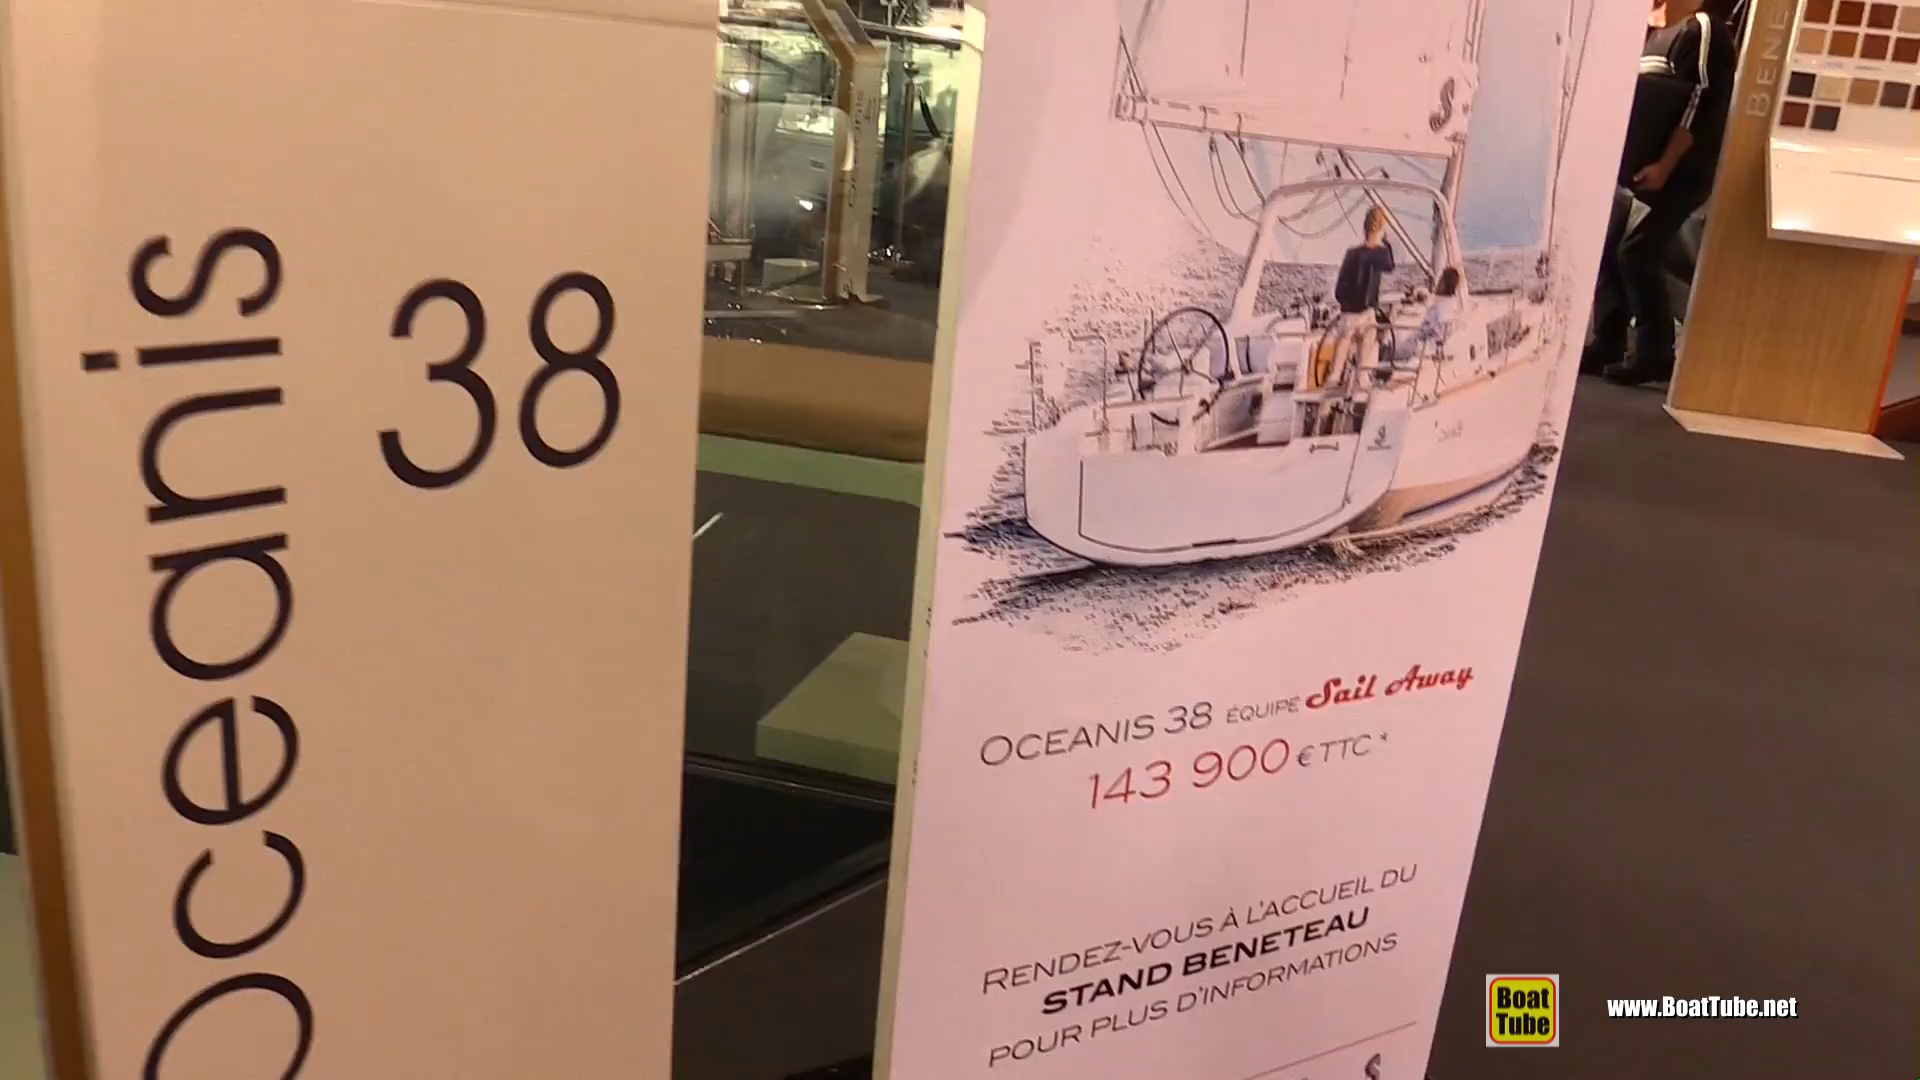 Oceanis
38
OCEANIS 38 ÉQUIPÉ Sail Away
143 900 € TTC *
RENDEZ-VOUS À L'ACCUEIL DU
STAND BENETEAU
POUR PLUS D'INFORMATIONS
BENE
Boat
Tube
www.BoatTube.net